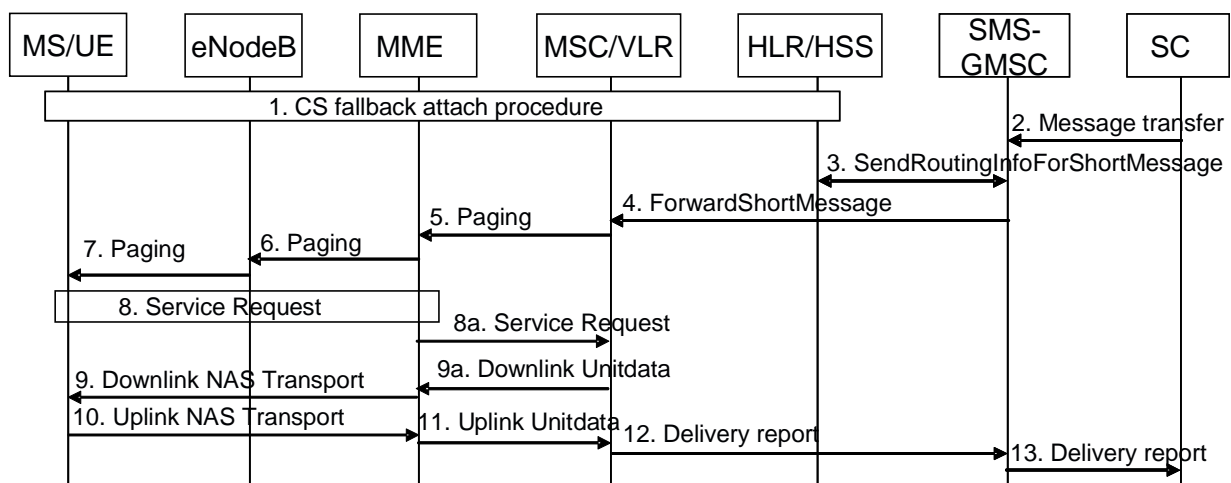 MS/UE
eNodeB
MME
MSC/VLR
HLR/HSS
SMS-
GMSC
SC
1. CS fallback attach procedure
2. Message transfer
3. SendRoutingInfoForShortMessage
4. ForwardShortMessage
5. Paging
6. Paging
7. Paging
8. Service Request
8a. Service Request
9a. Downlink Unitdata
9. Downlink NAS Transport
10. Uplink NAS Transport
11. Uplink Unitdata
12. Delivery report
13. Delivery report